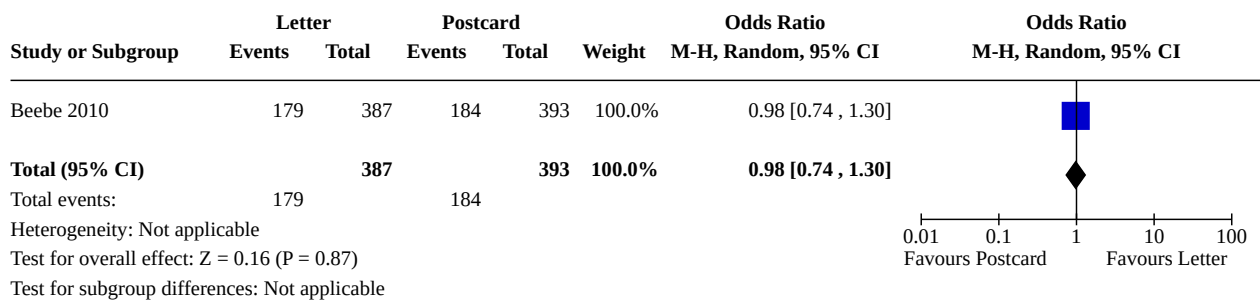 Letter Postcard Odds Ratio Odds Ratio
Study or Subgroup Events Total Events Total Weight M-H, Random, 95% CI M-H, Random, 95% CI
Beebe 2010 179 387 184 393 100.0% 0.98 [0.74 , 1.30]
Total (95% CI) 387 393 100.0% 0.98 [0.74 , 1.30]
Total events: 179 184
Heterogeneity: Not applicable 0.01 0.1 1 10 100
Test for overall effect: Z = 0.16 (P = 0.87) Favours Postcard Favours Letter
Test for subgroup differences: Not applicable